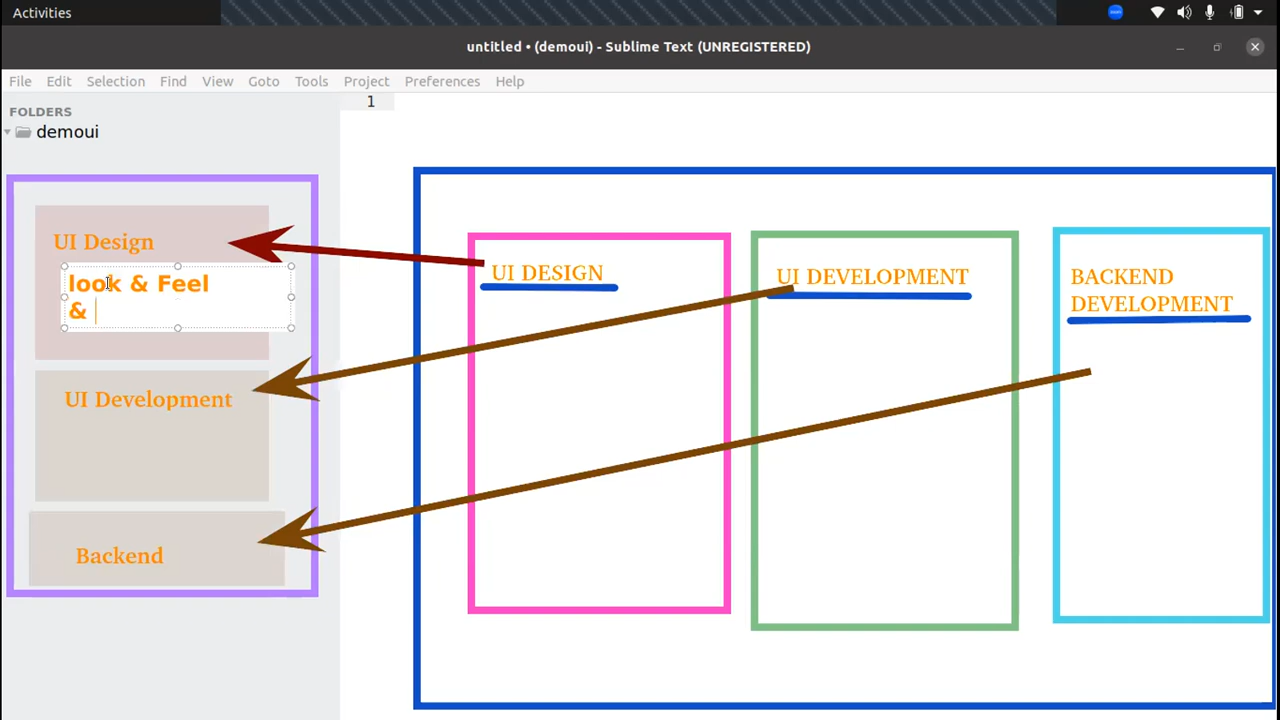 Activities
untitled • (demoui) - Sublime Text (UNREGISTERED)
File Edit Selection Find View Goto Tools Project Preferences Help
FOLDERS
demoui
1
UI Design
look & Feel
&
UI Development
Backend
UI DESIGN
UI DEVELOPMENT
BACKEND
DEVELOPMENT